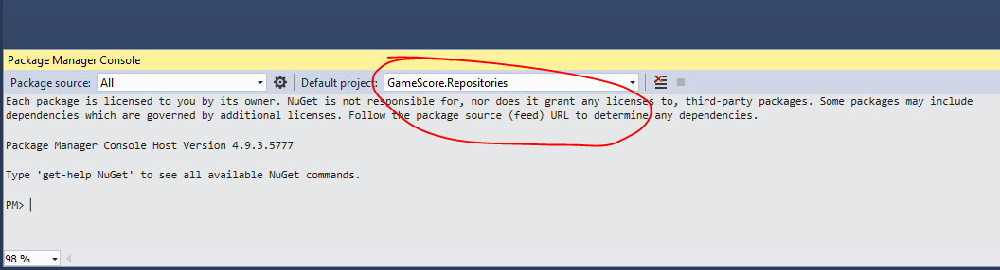 Package Manager Console
Package source: All Default project: GameScore.Repositories
Each package is licensed to you by its owner. NuGet is not responsible for, nor does it grant any licenses to, third-party packages. Some packages may include
dependencies which are governed by additional licenses. Follow the package source (feed) URL to determine any dependencies.
Package Manager Console Host Version 4.9.3.5777
Type 'get-help NuGet' to see all available NuGet commands.
PM>
98 %